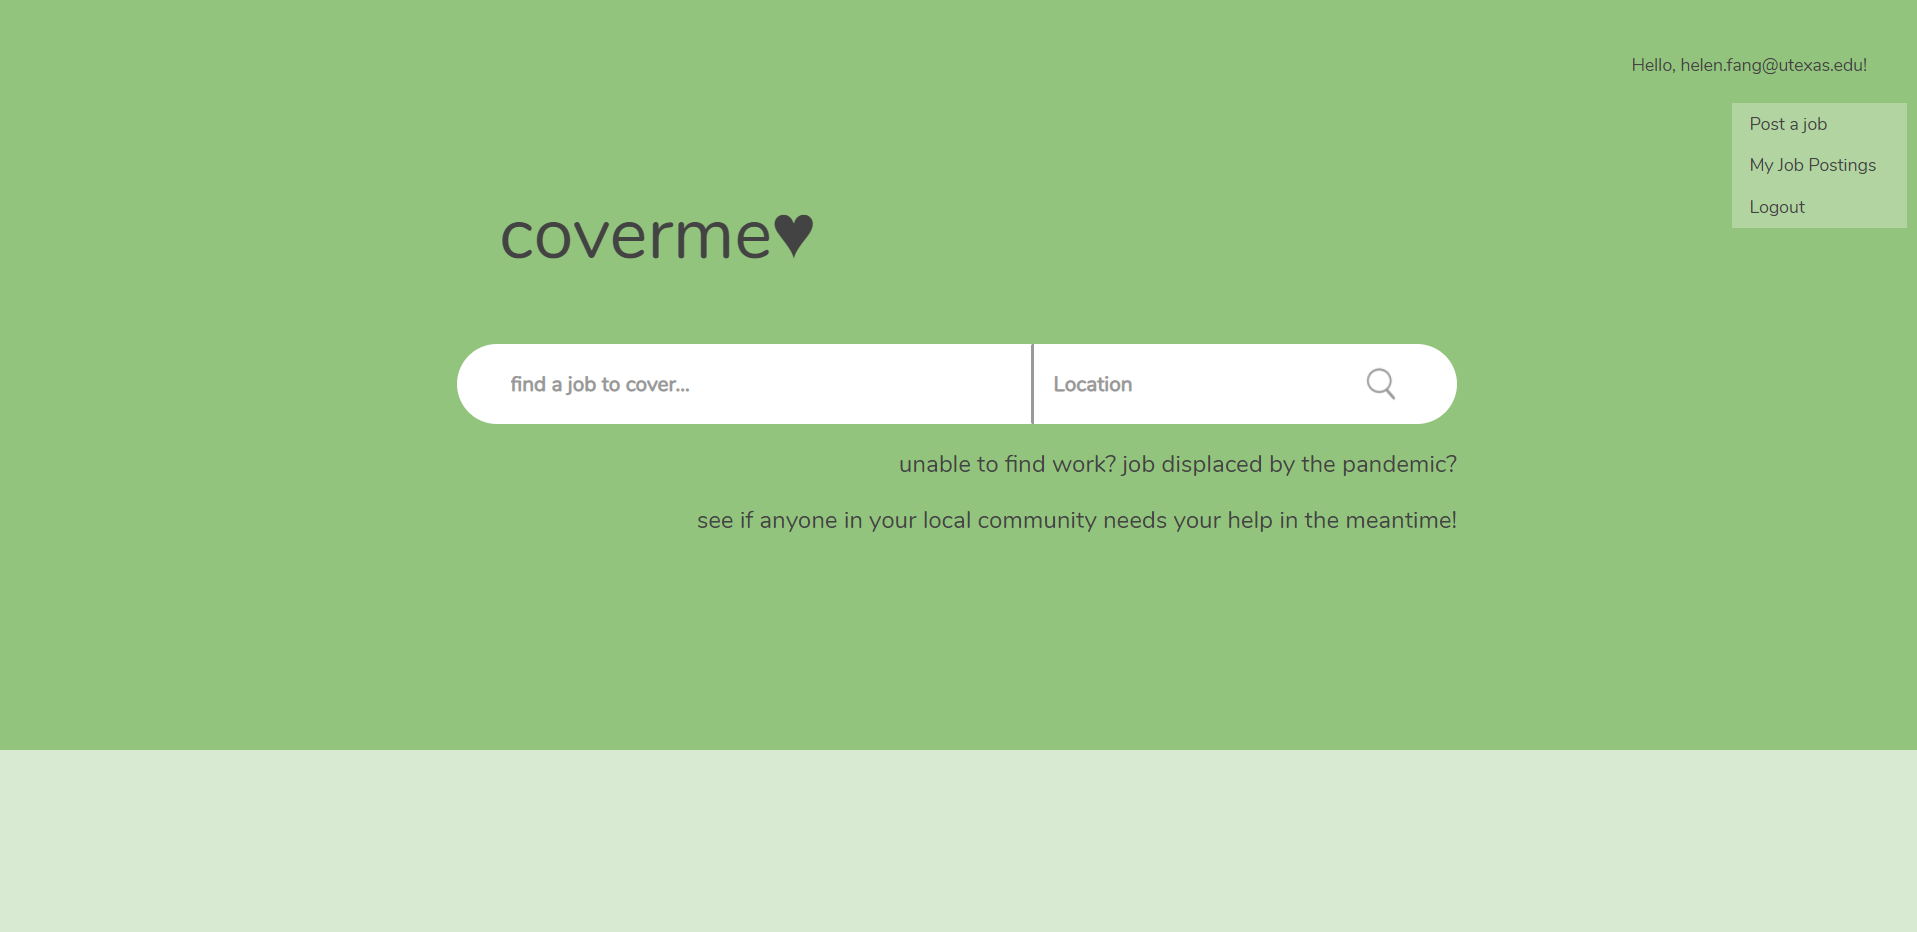 Hello, helen.fang@utexas.edu!
Post a job
My Job Postings
Logout
coverme♥
find a job to cover...
Location
unable to find work? job displaced by the pandemic?
see if anyone in your local community needs your help in the meantime!